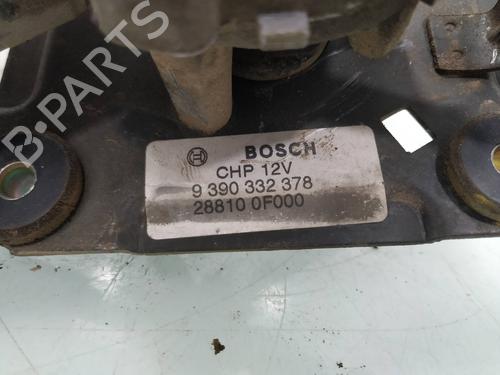 B-PARTS
BOSCH
CHP 12V
9 390 332 378
28810 0F000